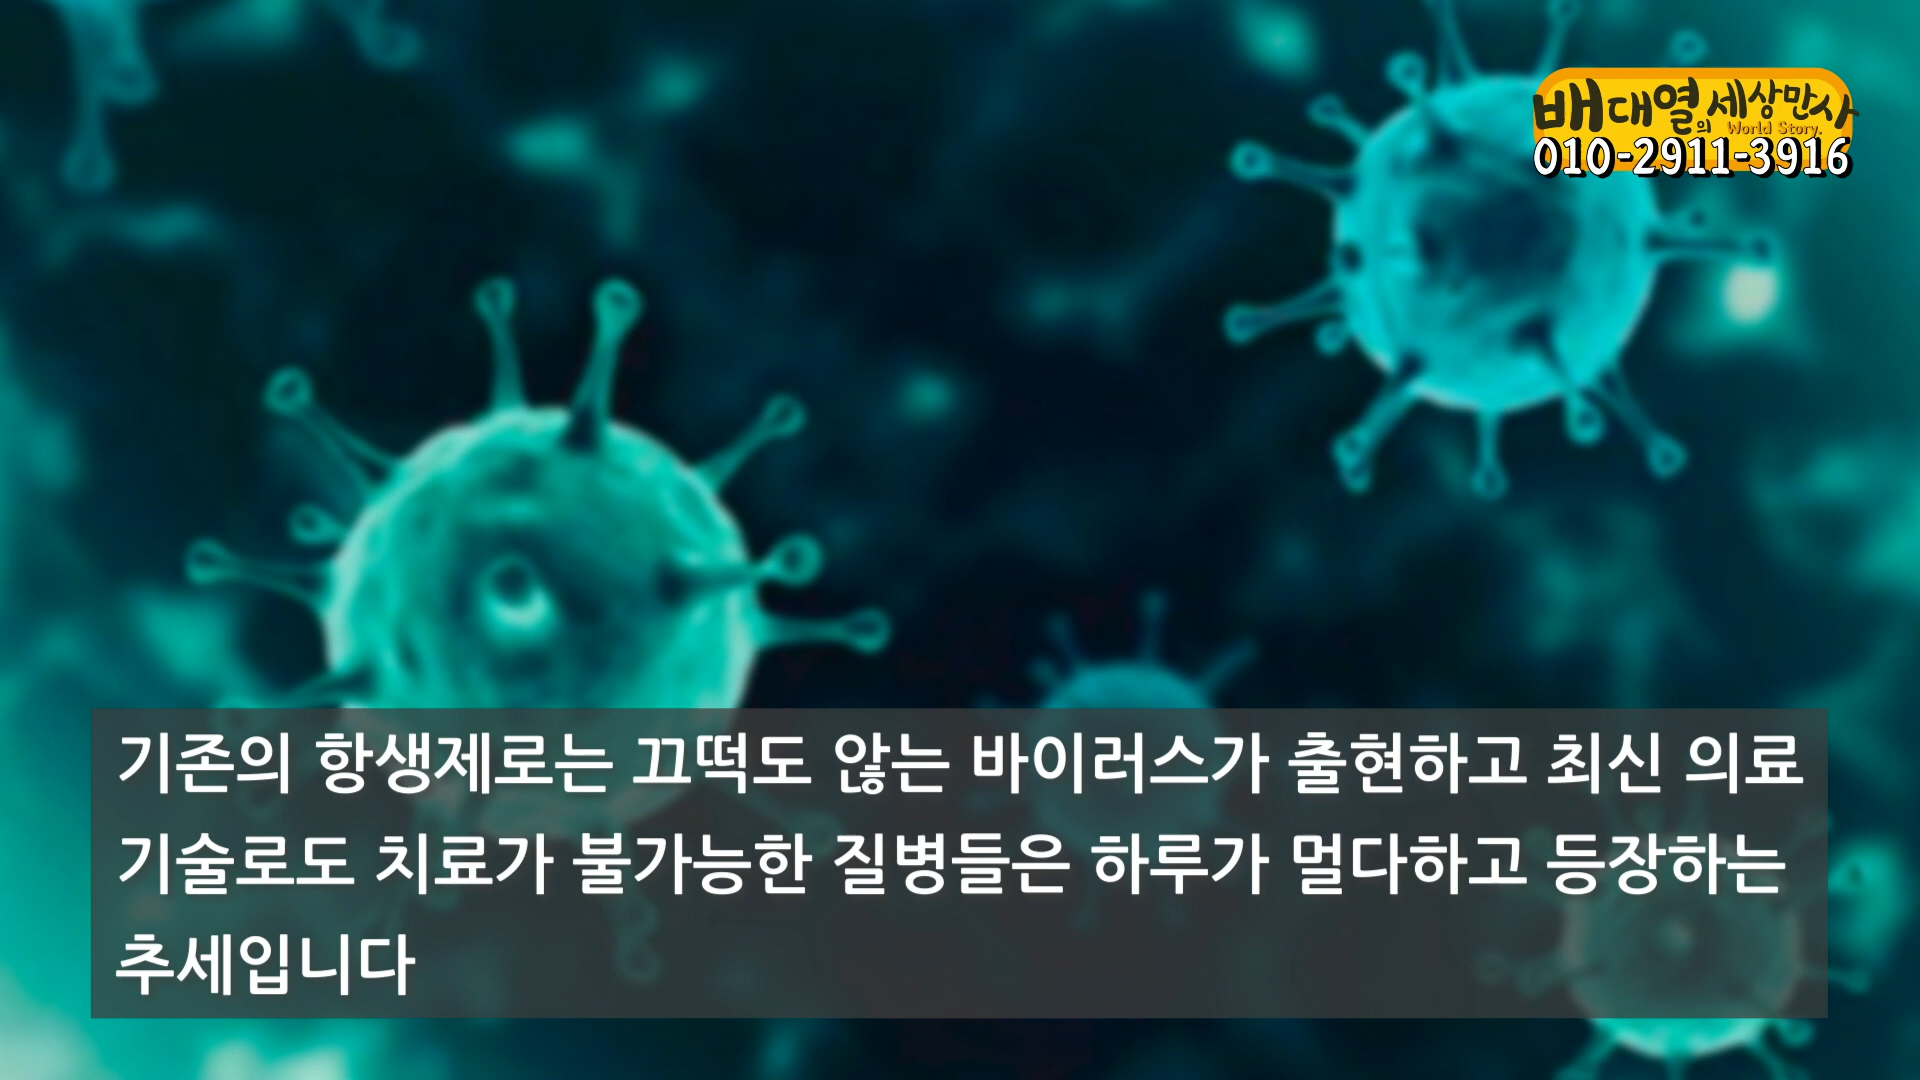 배대열의 세상만사
World Story.
010-2911-3916
기존의 항생제로는 끄떡도 않는 바이러스가 출현하고 최신 의료
기술로도 치료가 불가능한 질병들은 하루가 멀다하고 등장하는
추세입니다